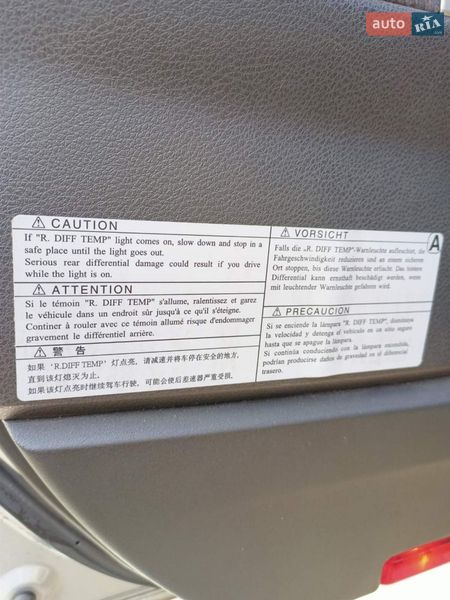 auto RIA.com
⚠ CAUTION
If "R. DIFF TEMP" light comes on, slow down and stop in a
safe place until the light goes out.
Serious rear differential damage could result if you drive
while the light is on.
⚠ ATTENTION
Si le témoin "R. DIFF TEMP" s'allume, ralentissez et garez
le véhicule dans un endroit sûr jusqu'à ce qu'il s'éteigne.
Continer à rouler avec ce témoin allumé risque d'endommager
gravement le différentiel arrière.
⚠ 警 告
如果 'R.DIFF TEMP' 灯点亮, 请减速并将车停在安全的地方,
直到该灯熄灭为止.
如果该灯点亮时继续驾车行驶, 可能会使后差速器严重受损.
⚠ VORSICHT
Falls die „R. DIFF TEMP"-Warnleuchte aufleuchtet, die
Fahrgeschwindigkeit reduzieren und an einem sicheren
Ort stoppen, bis diese Warnleuchte erlischt. Das hintere
Differential kann ernsthaft beschädigt werden, wenn
mit leuchtender Warnleuchte gefahren wird.
⚠ PRECAUCION
Si se enciende la lámpara "R. DIFF TEMP", disminuya
la velocidad y detenga el vehículo en un sitio seguro
hasta que se apague la lámpara.
Si continúa conduciendo con la lámpara encendida,
podrían producirse daños de gravedad en el diferencial
trasero.
A